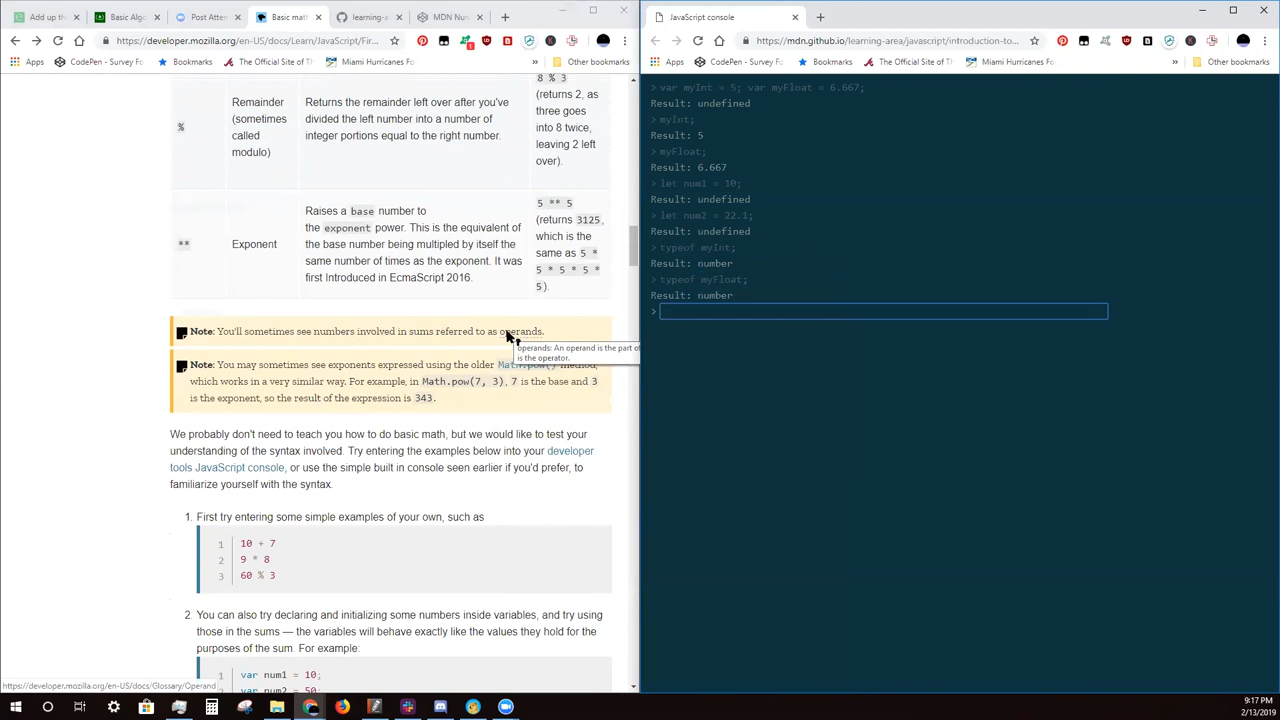 Add up th
Basic Algo
Post Atten
Basic math
learning-a
MDN Num
https://developer.mozilla.org/en-US/docs/Learn/JavaScript/Fir...
Apps
CodePen - Survey Fo
Bookmarks
The Official Site of T
Miami Hurricanes Fo
»
Other bookmarks
%
Remainder
(sometimes
called
modulo)
Returns the remainder left over after you've
divided the left number into a number of
integer portions equal to the right number.
8 % 3
(returns 2, as
three goes
into 8 twice,
leaving 2 left
over).
**
Exponent
Raises a base number to
the exponent power. This is the equivalent of
the base number being multiplied by itself the
same number of times as the exponent. It was
first Introduced in EcmaScript 2016.
5 ** 5
(returns 3125,
which is the
same as 5 *
5 * 5 * 5 *
5).
Note: You'll sometimes see numbers involved in sums referred to as operands.
operands: An operand is the part of
is the operator.
Note: You may sometimes see exponents expressed using the older Math.pow() method,
which works in a very similar way. For example, in Math.pow(7, 3), 7 is the base and 3
is the exponent, so the result of the expression is 343.
We probably don't need to teach you how to do basic math, but we would like to test your
understanding of the syntax involved. Try entering the examples below into your developer
tools JavaScript console, or use the simple built in console seen earlier if you'd prefer, to
familiarize yourself with the syntax.
1. First try entering some simple examples of your own, such as
1 10 + 7
2 9 * 8
3 60 % 3
2. You can also try declaring and initializing some numbers inside variables, and try using
those in the sums — the variables will behave exactly like the values they hold for the
purposes of the sum. For example:
1 var num1 = 10;
2 var num2 = 50;
https://developer.mozilla.org/en-US/docs/Glossary/Operand
JavaScript console
https://mdn.github.io/learning-area/javascript/introduction-to...
Apps
CodePen - Survey Fo
Bookmarks
The Official Site of T
Miami Hurricanes Fo
»
Other bookmarks
> var myInt = 5; var myFloat = 6.667;
Result: undefined
> myInt;
Result: 5
> myFloat;
Result: 6.667
> let num1 = 10;
Result: undefined
> let num2 = 22.1;
Result: undefined
> typeof myInt;
Result: number
> typeof myFloat;
Result: number
>
9:17 PM
2/13/2019